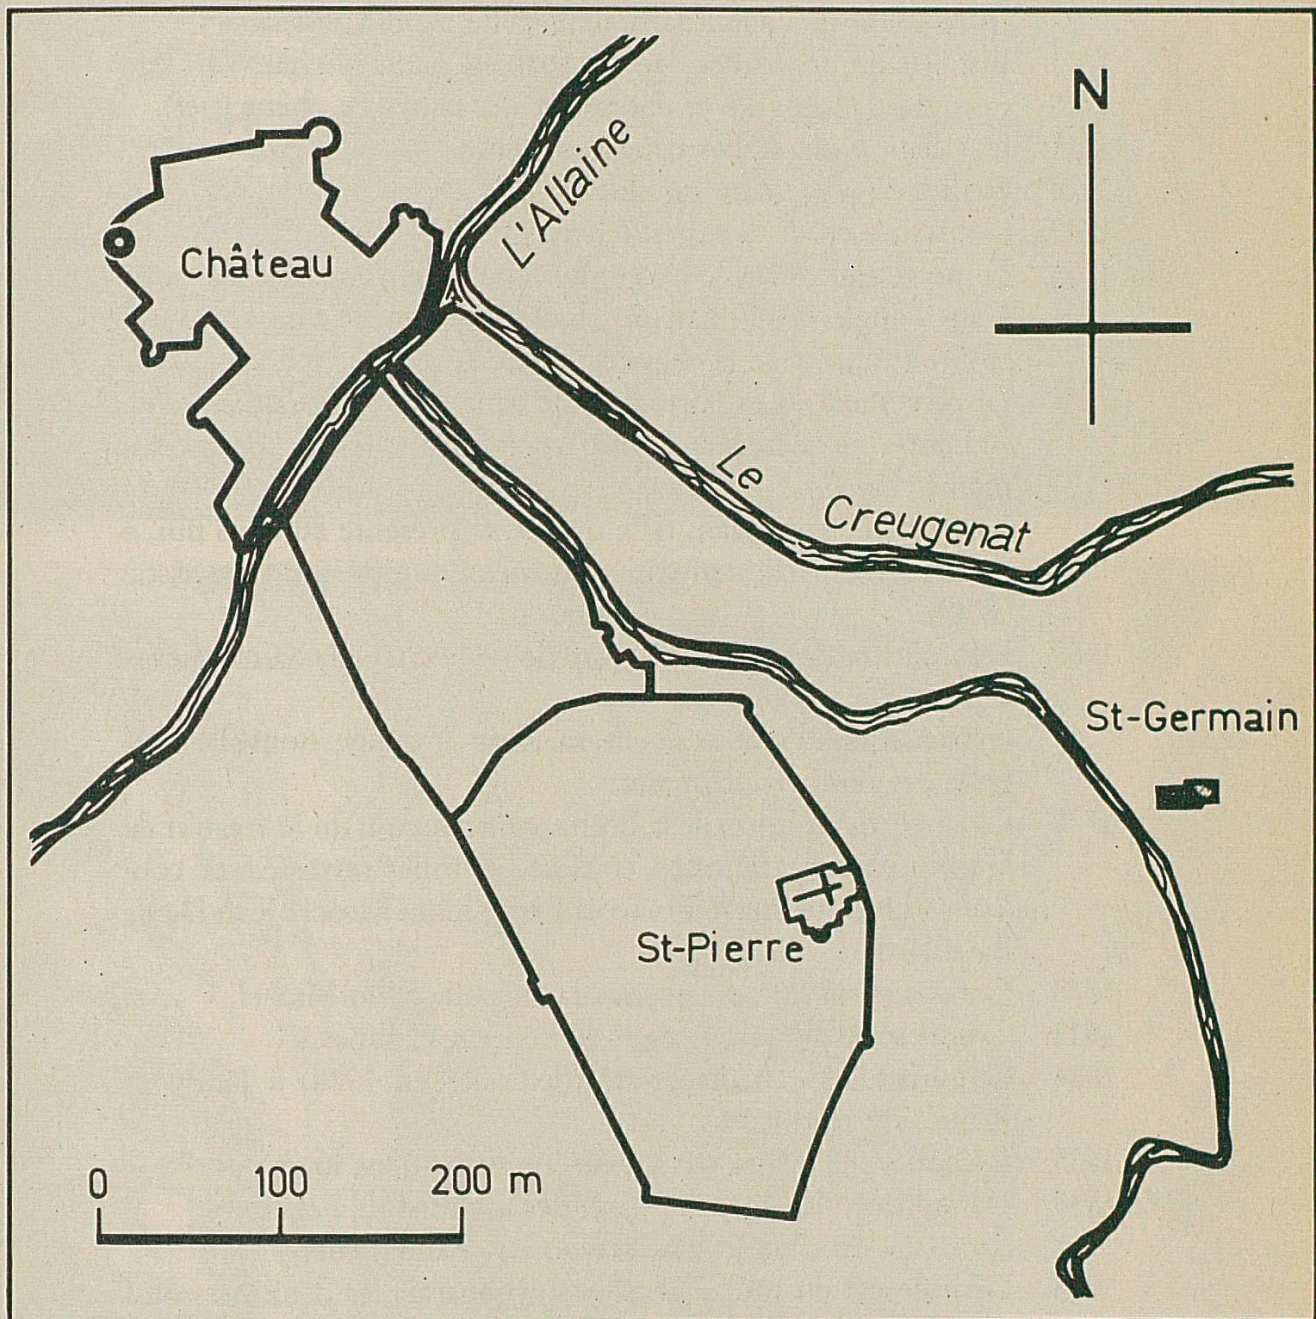 N
L'Allaine
Château
Le
Creugenat
St-Germain
St-Pierre
0 100 200 m